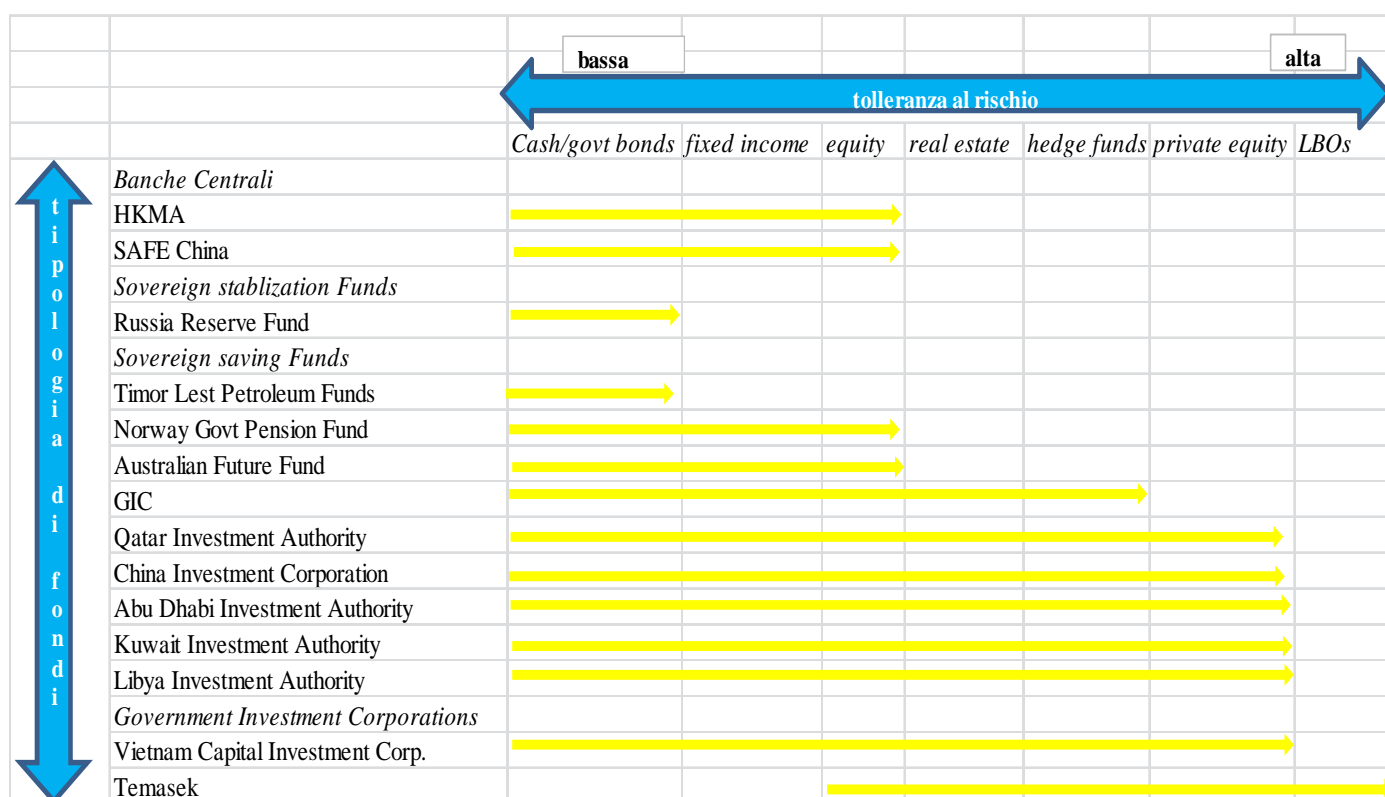 bassa
alta
tolleranza al rischio
Cash/govt bonds fixed income equity real estate hedge funds private equity LBOs
tipologia di fondi
Banche Centrali
HKMA
SAFE China
Sovereign stablization Funds
Russia Reserve Fund
Sovereign saving Funds
Timor Lest Petroleum Funds
Norway Govt Pension Fund
Australian Future Fund
GIC
Qatar Investment Authority
China Investment Corporation
Abu Dhabi Investment Authority
Kuwait Investment Authority
Libya Investment Authority
Government Investment Corporations
Vietnam Capital Investment Corp.
Temasek